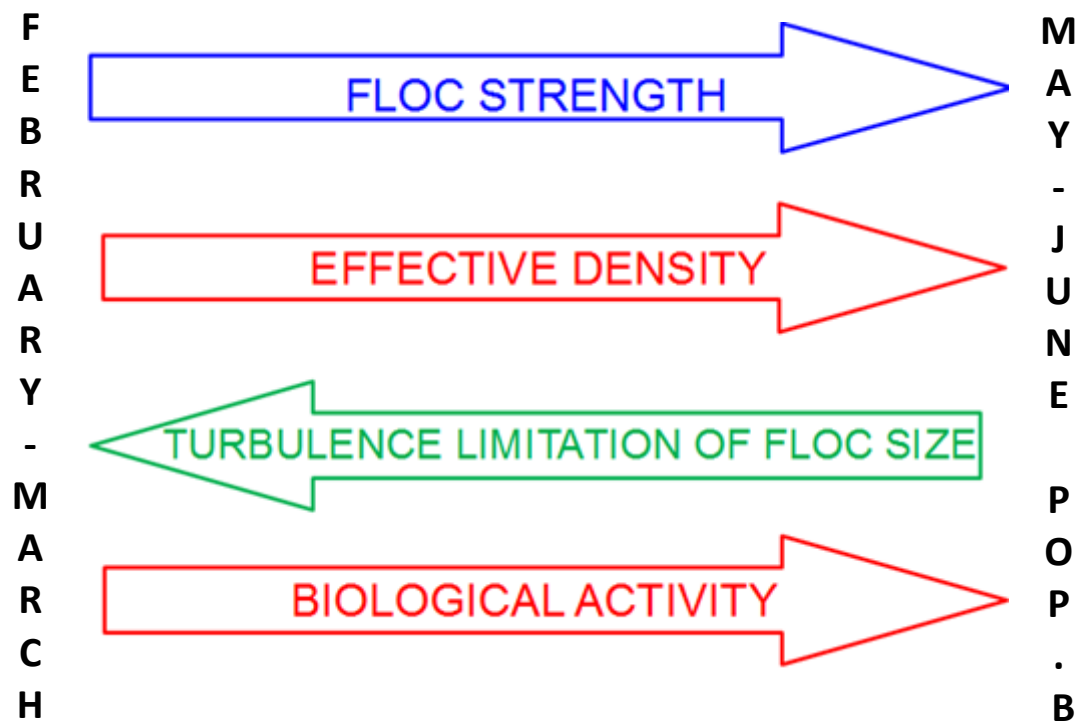 FEBRUARY-MARCH
FLOC STRENGTH
EFFECTIVE DENSITY
TURBULENCE LIMITATION OF FLOC SIZE
BIOLOGICAL ACTIVITY
MAY-JUNE POP.B